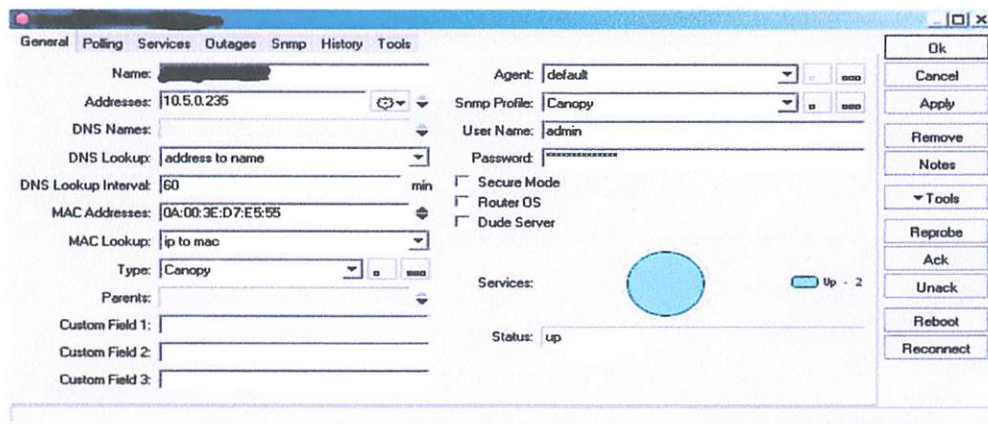 General Polling Services Outages Snmp History Tools
Name:
Addresses: 10.5.0.235
DNS Names:
DNS Lookup: address to name
DNS Lookup Interval: 60 min
MAC Addresses: 0A:00:3E:D7:E5:55
MAC Lookup: ip to mac
Type: Canopy
Parents:
Custom Field 1:
Custom Field 2:
Custom Field 3:
Agent: default
Snmp Profile: Canopy
User Name: admin
Password: **************
Secure Mode
Router OS
Dude Server
Services:
Up - 2
Status: up
Ok
Cancel
Apply
Remove
Notes
Tools
Reprobe
Ack
Unack
Reboot
Reconnect